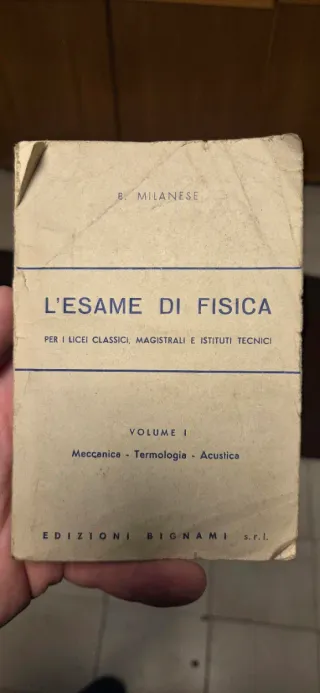 B. MILANESE
L'ESAME DI FISICA
PER I LICEI CLASSICI, MAGISTRALI E ISTITUTI TECNICI
VOLUME I
Meccanica - Termologia - Acustica
EDIZIONI BIGNAMI s.r.l.